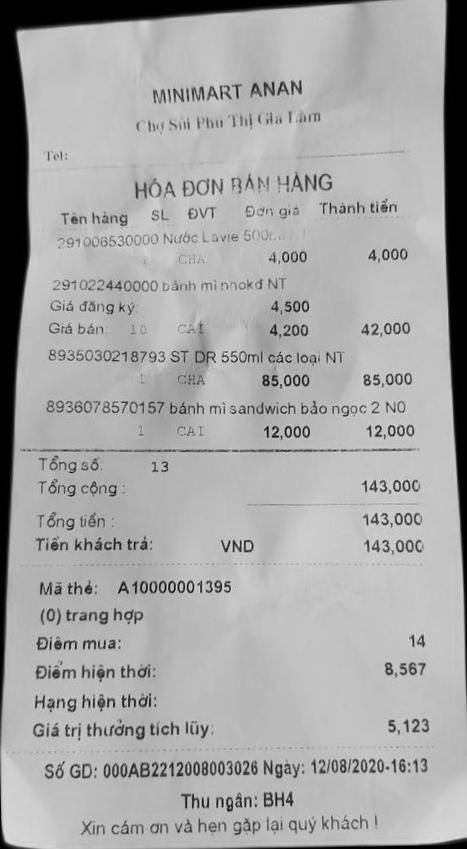 MINIMART ANAN
Chợ Sủi Phú Thị Gia Lâm
Tel:
HÓA ĐƠN BÁN HÀNG
Tên hàng SL ĐVT Đơn giá Thành tiền
291006530000 Nước Lavie 500
CHA 4,000 4,000
291022440000 bánh mì nnokd NT
Giá đăng ký: 4,500
Giá bán: 10 CAI 4,200 42,000
8935030218793 ST DR 550ml các loại NT
1 CHA 85,000 85,000
8936078570157 bánh mì sandwich bảo ngọc 2 N0
1 CAI 12,000 12,000
Tổng số: 13
Tổng cộng : 143,000
Tổng tiền : 143,000
Tiền khách trả: VND 143,000
Mã thẻ: A10000001395
(0) trang hợp
Điểm mua: 14
Điểm hiện thời: 8,567
Hạng hiện thời:
Giá trị thưởng tích lũy: 5,123
Số GD: 000AB2212008003026 Ngày: 12/08/2020-16:13
Thu ngân: BH4
Xin cám ơn và hẹn gặp lại quý khách !